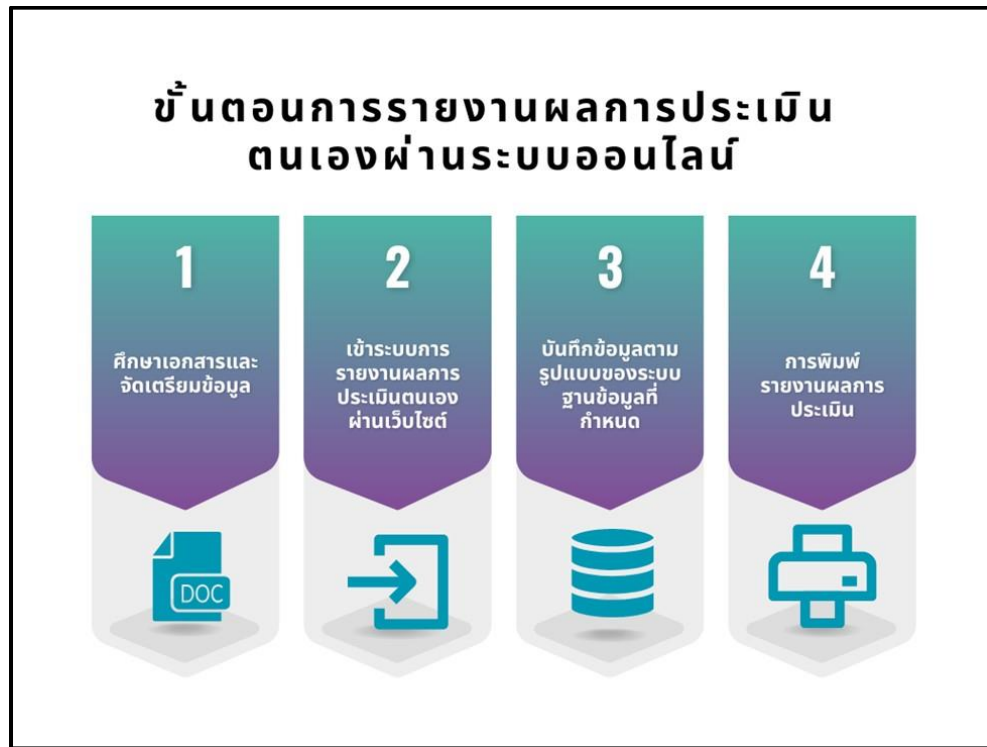 ขั้นตอนการรายงานผลการประเมิน
ตนเองผ่านระบบออนไลน์
1
ศึกษาเอกสารและ
จัดเตรียมข้อมูล
DOC
2
เข้าระบบการ
รายงานผลการ
ประเมินตนเอง
ผ่านเว็บไซต์
3
บันทึกข้อมูลตาม
รูปแบบของระบบ
ฐานข้อมูลที่
กำหนด
4
การพิมพ์
รายงานผลการ
ประเมิน